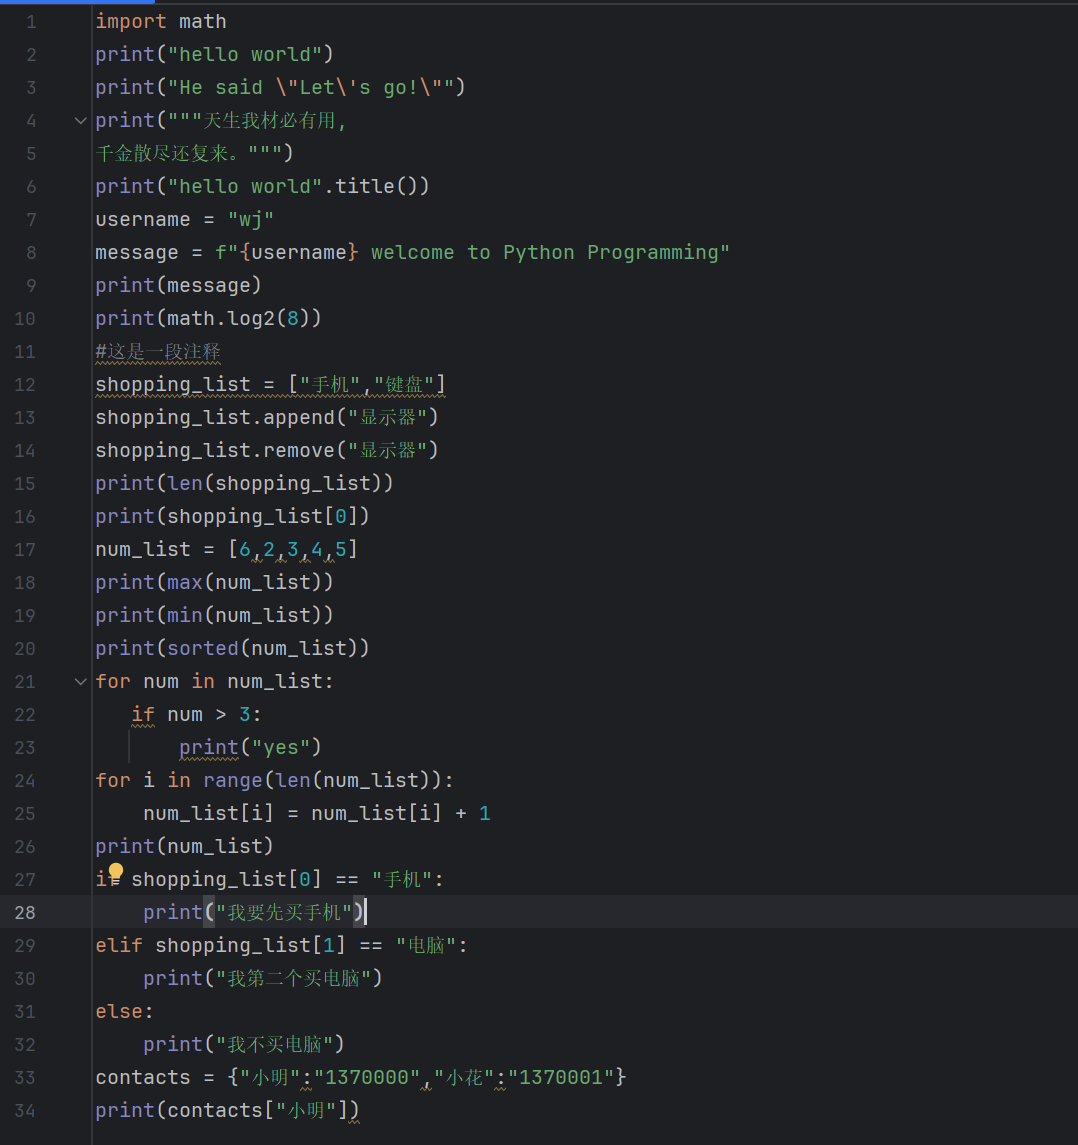 1 import math
2 print("hello world")
3 print("He said \"Let\'s go!\"")
4 print("""天生我材必有用,
5 千金散尽还复来。""")
6 print("hello world".title())
7 username = "wj"
8 message = f"{username} welcome to Python Programming"
9 print(message)
10 print(math.log2(8))
11 #这是一段注释
12 shopping_list = ["手机","键盘"]
13 shopping_list.append("显示器")
14 shopping_list.remove("显示器")
15 print(len(shopping_list))
16 print(shopping_list[0])
17 num_list = [6,2,3,4,5]
18 print(max(num_list))
19 print(min(num_list))
20 print(sorted(num_list))
21 for num in num_list:
22    if num > 3:
23        print("yes")
24 for i in range(len(num_list)):
25     num_list[i] = num_list[i] + 1
26 print(num_list)
27 if shopping_list[0] == "手机":
28     print("我要先买手机")
29 elif shopping_list[1] == "电脑":
30     print("我第二个买电脑")
31 else:
32     print("我不买电脑")
33 contacts = {"小明":"1370000","小花":"1370001"}
34 print(contacts["小明"])